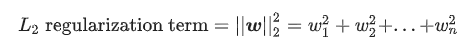 L₂ regularization term = ||w||₂² = w₁² + w₂²+...+wₙ²